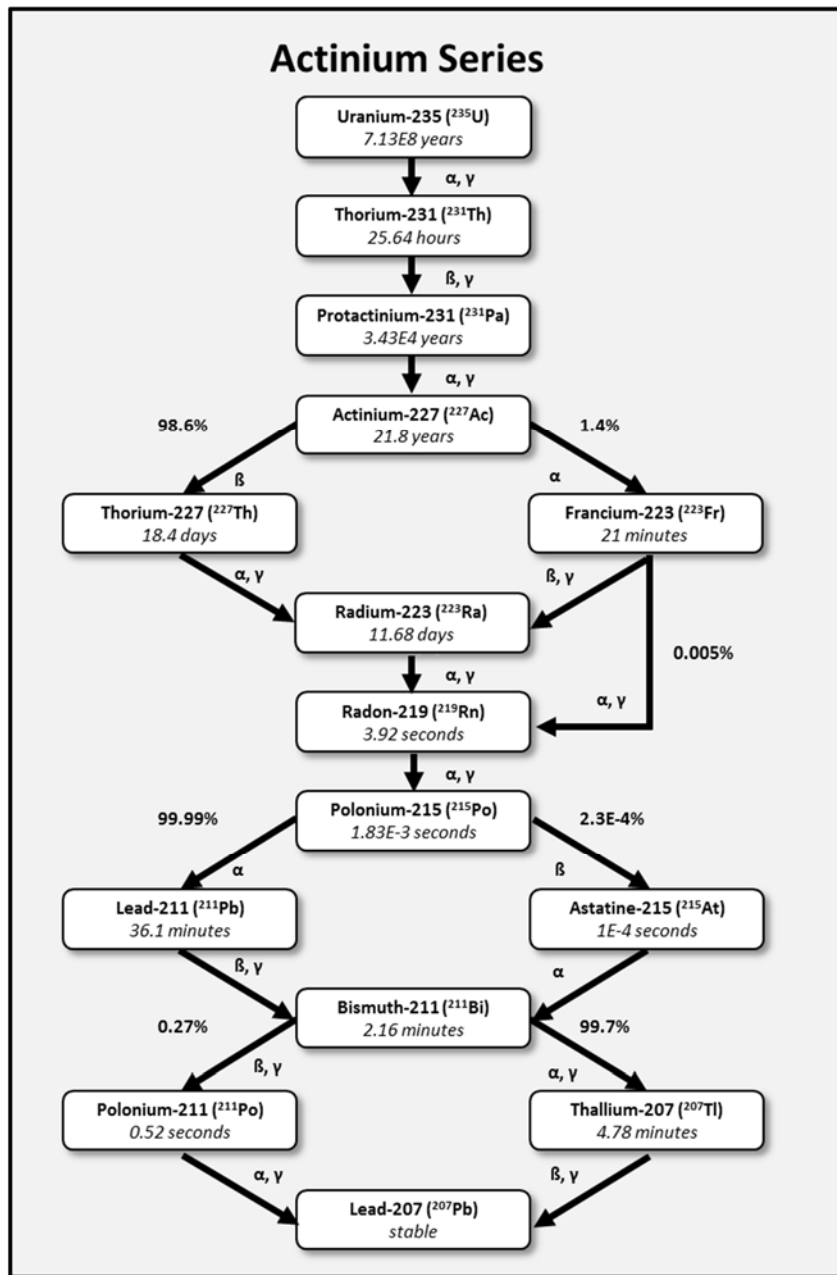 Actinium Series
Uranium-235 (²³⁵U)
7.13E8 years
α, γ
Thorium-231 (²³¹Th)
25.64 hours
ß, γ
Protactinium-231 (²³¹Pa)
3.43E4 years
α, γ
Actinium-227 (²²⁷Ac)
21.8 years
98.6%
1.4%
ß
α
Thorium-227 (²²⁷Th)
18.4 days
Francium-223 (²²³Fr)
21 minutes
α, γ
ß, γ
Radium-223 (²²³Ra)
11.68 days
0.005%
α, γ
α, γ
Radon-219 (²¹⁹Rn)
3.92 seconds
α, γ
Polonium-215 (²¹⁵Po)
1.83E-3 seconds
99.99%
2.3E-4%
α
ß
Lead-211 (²¹¹Pb)
36.1 minutes
Astatine-215 (²¹⁵At)
1E-4 seconds
ß, γ
α
Bismuth-211 (²¹¹Bi)
2.16 minutes
0.27%
99.7%
ß, γ
α, γ
Polonium-211 (²¹¹Po)
0.52 seconds
Thallium-207 (²⁰⁷Tl)
4.78 minutes
α, γ
ß, γ
Lead-207 (²⁰⁷Pb)
stable